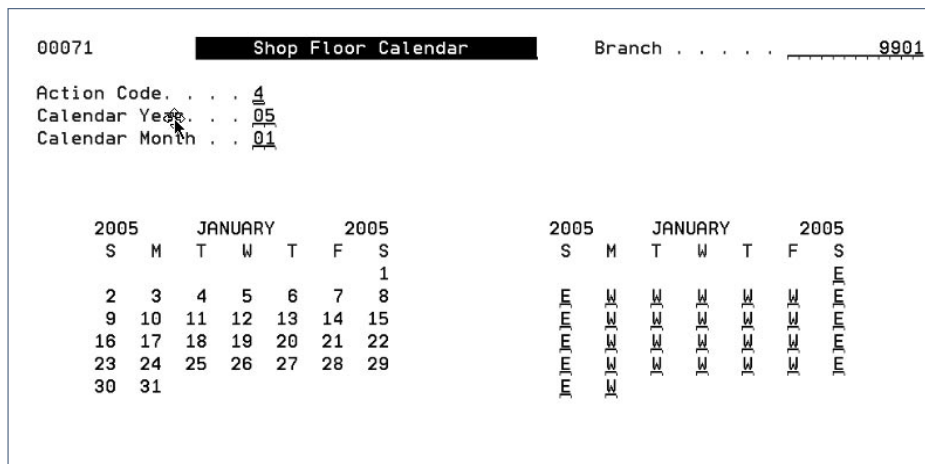 00071 Shop Floor Calendar Branch . . . . . 9901
Action Code. . . . 4
Calendar Year. . . 05
Calendar Month . . 01
2005 JANUARY 2005 2005 JANUARY 2005
S M T W T F S S M T W T F S
1 E
2 3 4 5 6 7 8 E W W W W W E
9 10 11 12 13 14 15 E W W W W W E
16 17 18 19 20 21 22 E W W W W W E
23 24 25 26 27 28 29 E W W W W W E
30 31 E W